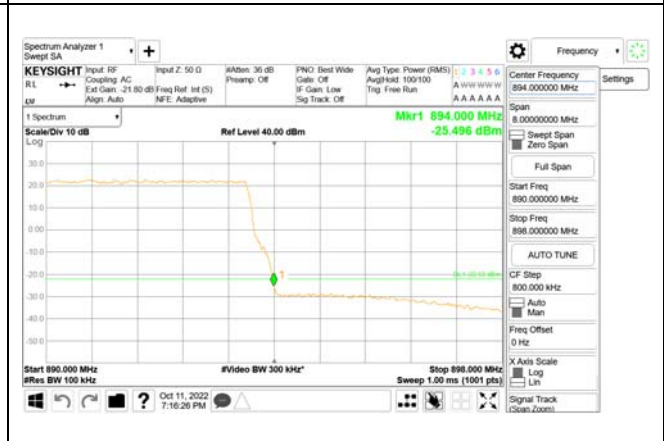 Spectrum Analyzer 1
Swept SA
Frequency
KEYSIGHT
RL
Input: RF
Coupling: AC
Ext Gain: -21.80 dB
Align: Auto
Input Z: 50 Ω
Freq Ref: Int (S)
NFE: Adaptive
#Atten: 36 dB
Preamp: Off
PNO: Best Wide
Gate: Off
IF Gain: Low
Sig Track: Off
Avg Type: Power (RMS)
Avg|Hold: 100/100
Trig: Free Run
1 2 3 4 5 6
A W W W W W
A A A A A A
Center Frequency
894.000000 MHz
Settings
Span
8.00000000 MHz
Swept Span
Zero Span
Full Span
Start Freq
890.000000 MHz
Stop Freq
898.000000 MHz
AUTO TUNE
CF Step
800.000 kHz
Auto
Man
Freq Offset
0 Hz
X Axis Scale
Log
Lin
Signal Track
(Span Zoom)
1 Spectrum
Scale/Div 10 dB
Log
Ref Level 40.00 dBm
Mkr1 894.000 MHz
-25.496 dBm
30.0
20.0
10.0
0.00
-10.0
-20.0
-30.0
-40.0
-50.0
1
Start 890.000 MHz
#Res BW 100 kHz
#Video BW 300 kHz*
Stop 898.000 MHz
Sweep 1.00 ms (1001 pts)
?
Oct 11, 2022
7:16:26 PM